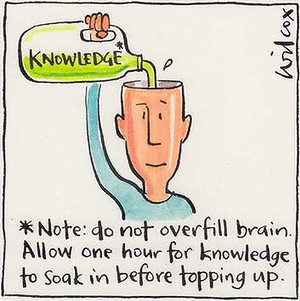 wilcox
KNOWLEDGE*
*Note: do not overfill brain.
Allow one hour for knowledge
to soak in before topping up.